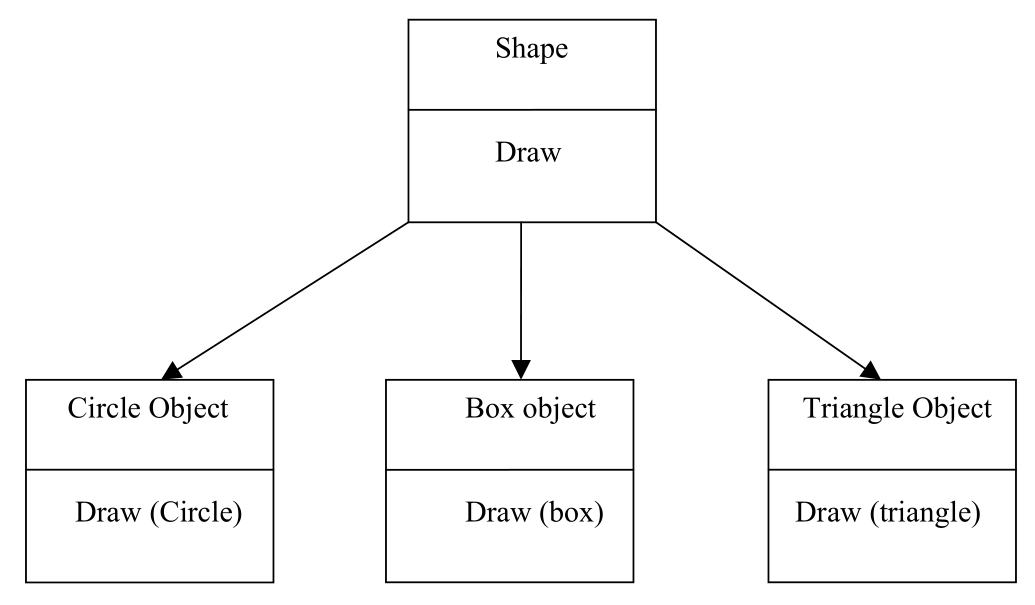 Shape
Draw
Circle Object
Box object
Triangle Object
Draw (Circle)
Draw (box)
Draw (triangle)